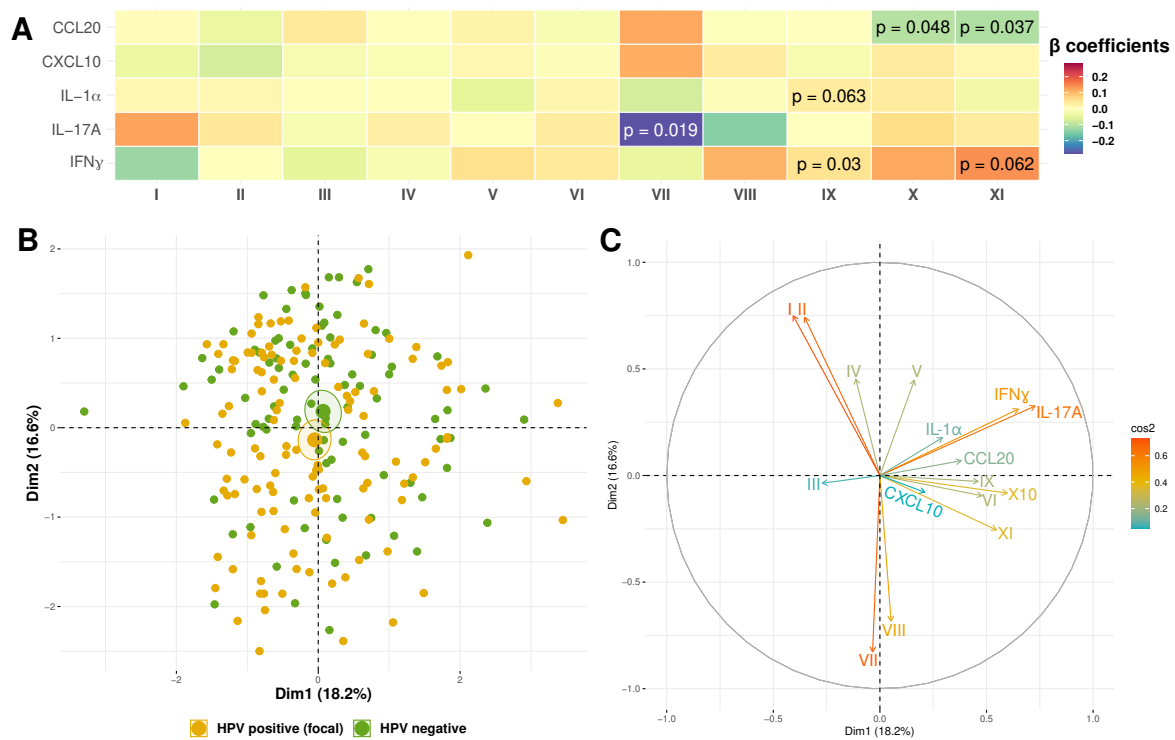 A
CCL20
p = 0.048
p = 0.037
CXCL10
IL−1α
p = 0.063
IL−17A
p = 0.019
IFNɣ
p = 0.03
p = 0.062
I
II
III
IV
V
VI
VII
VIII
IX
X
XI
β coefficients
0.2
0.1
0.0
−0.1
−0.2
B
Dim2 (16.6%)
2
1
0
−1
−2
−2
0
2
Dim1 (18.2%)
HPV positive (focal)
HPV negative
C
Dim2 (16.6%)
1.0
0.5
0.0
−0.5
−1.0
I
II
IV
V
IFNɣ
IL-17A
IL-1α
CCL20
III
IX
CXCL10
VI
X10
XI
VIII
VII
−1.0
−0.5
0.0
0.5
1.0
Dim1 (18.2%)
cos2
0.6
0.4
0.2